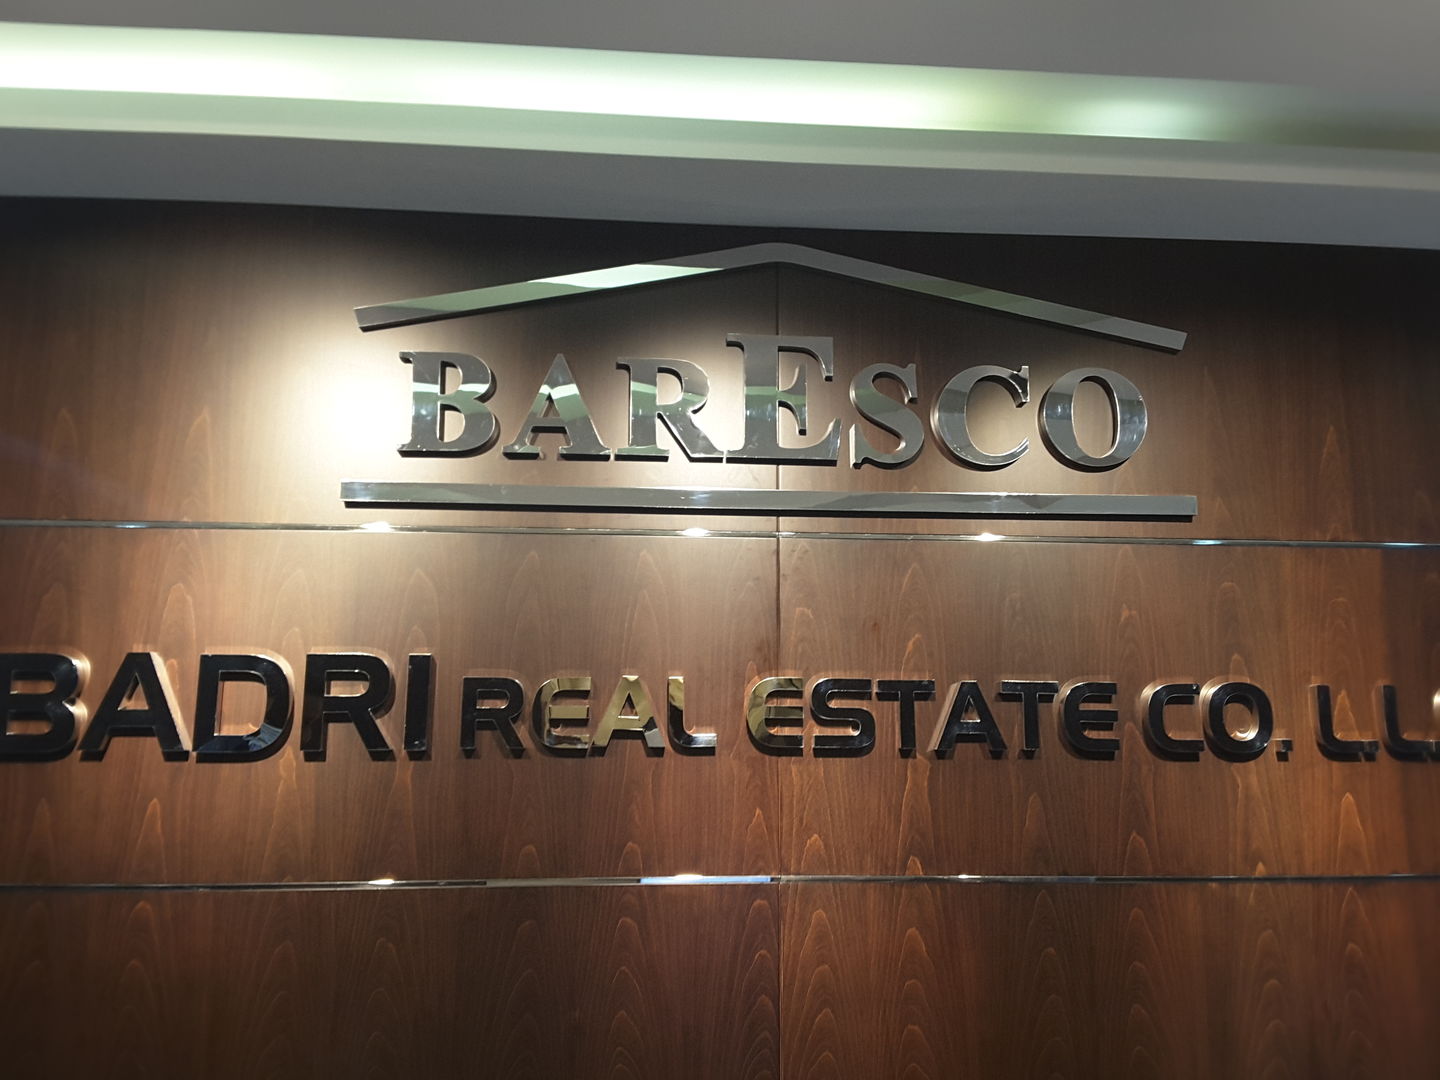 BAREsCO
BADRI REAL ESTATE CO. L.L.